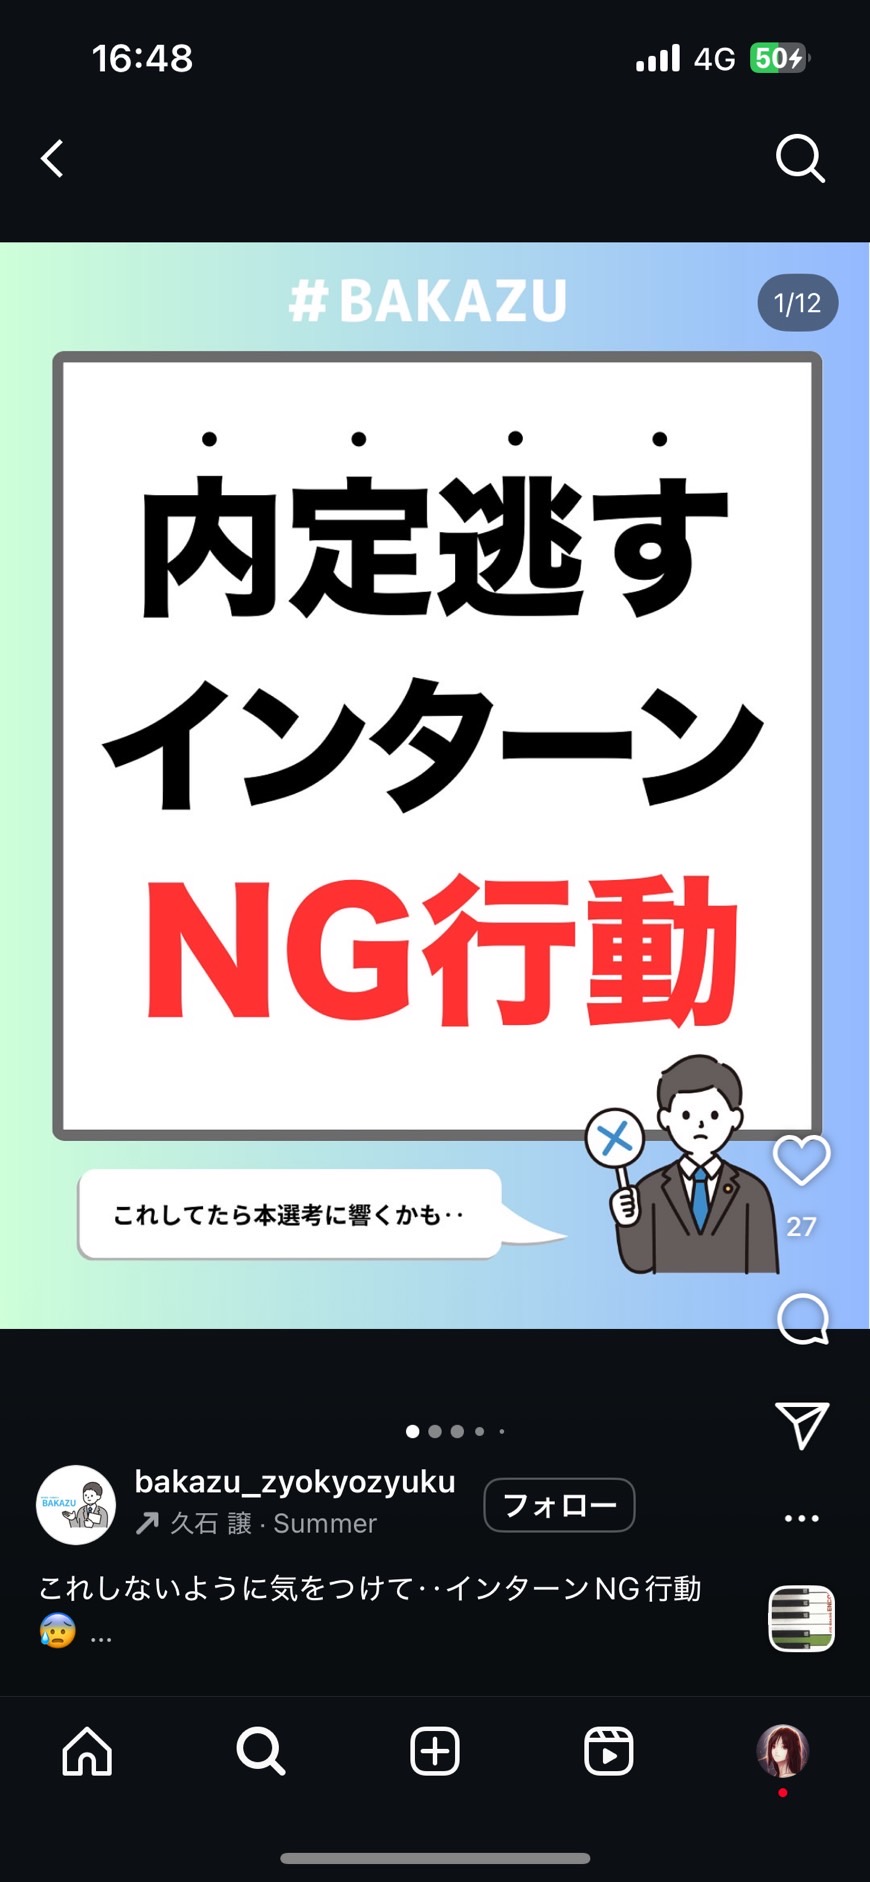 16:48
4G 50
#BAKAZU
1/12
内定逃す
インターン
NG行動
これしてたら本選考に響くかも‥
27
BAKAZU
bakazu_zyokyozyuku
フォロー
久石 譲 · Summer
これしないように気をつけて‥インターンNG行動
😰 ...